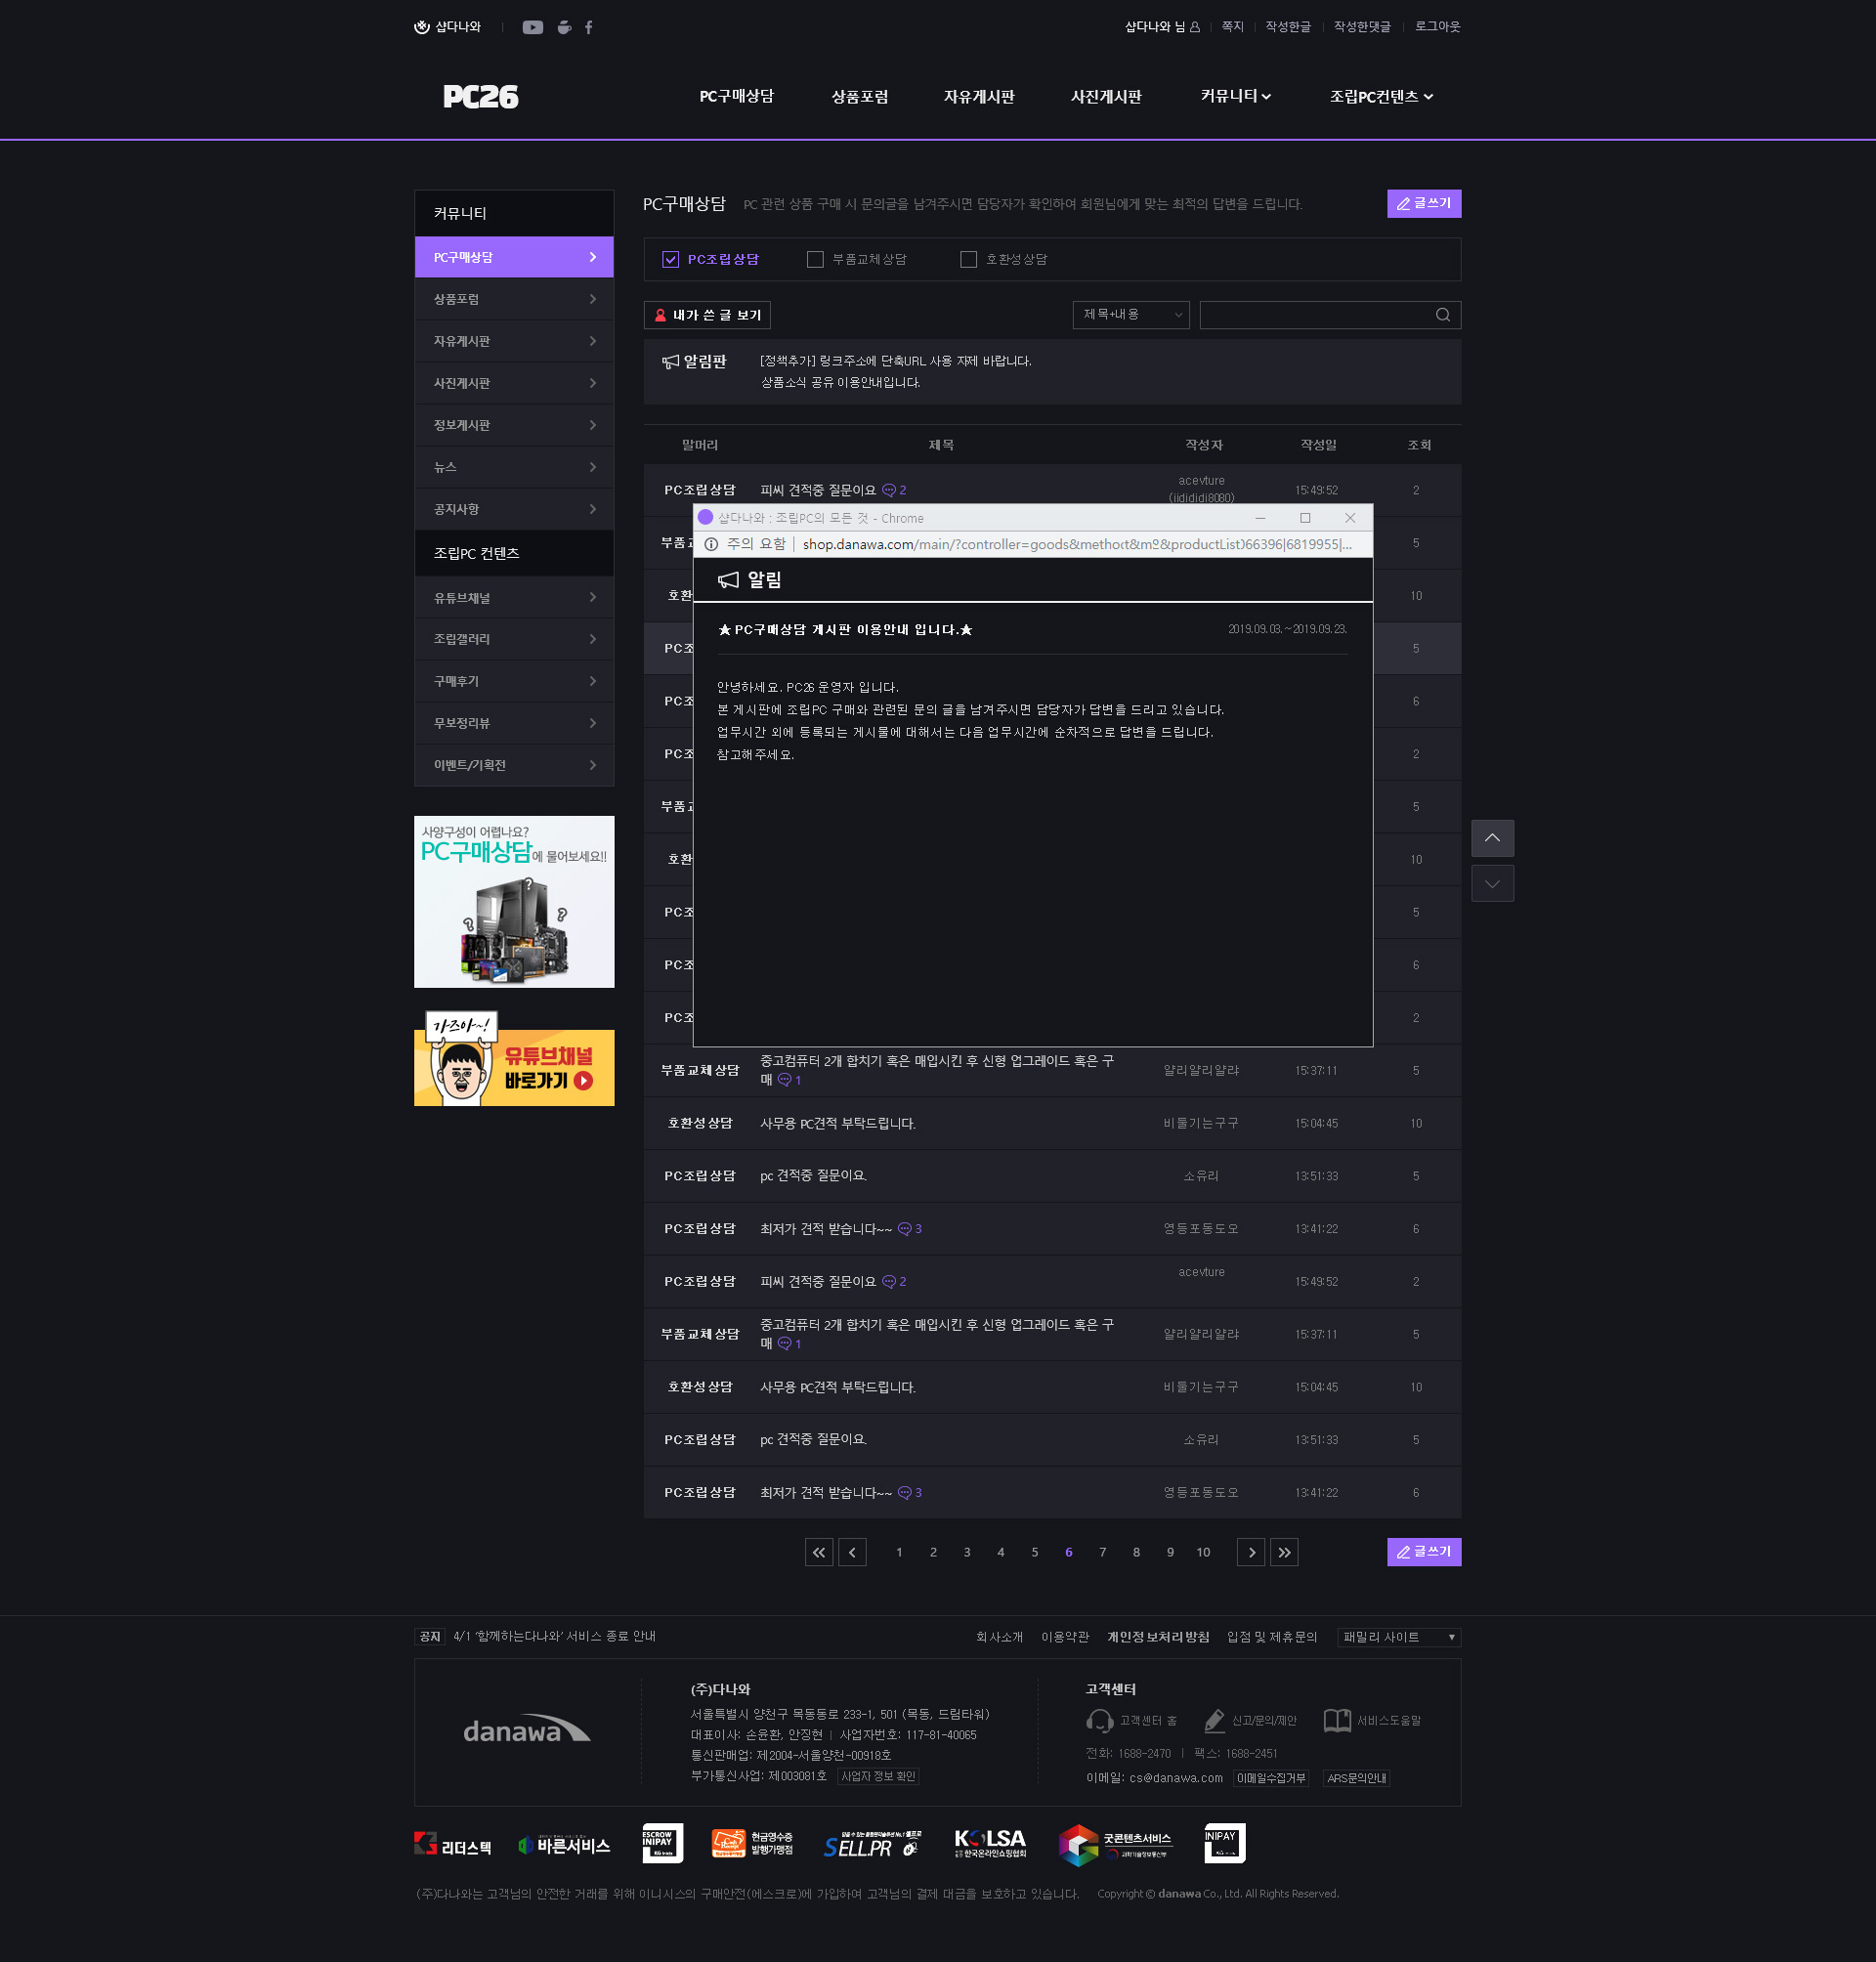 샵다나와
샵다나와 님 쪽지 작성한글 작성한댓글 로그아웃
PC26
PC구매상담 상품포럼 자유게시판 사진게시판 커뮤니티 조립PC컨텐츠
커뮤니티
PC구매상담
상품포럼
자유게시판
사진게시판
정보게시판
뉴스
공지사항
조립PC 컨텐츠
유튜브채널
조립갤러리
구매후기
무보정리뷰
이벤트/기획전
사양구성이 어렵나요?
PC구매상담에 물어보세요!!
가즈아~!
유튜브채널
바로가기
PC구매상담 PC 관련 상품 구매 시 문의글을 남겨주시면 담당자가 확인하여 회원님에게 맞는 최적의 답변을 드립니다.
글쓰기
PC조립상담 부품교체상담 호환성상담
내가 쓴 글 보기
제목+내용
알림판
[정책추가] 링크주소에 단축URL 사용 자제 바랍니다.
상품소식 공유 이용안내입니다.
말머리 제목 작성자 작성일 조회
PC조립상담 피씨 견적중 질문이요 2 acevture 15:49:52 2
(ijdididi8080)
샵다나와 : 조립PC의 모든 것 - Chrome
주의 요함 shop.danawa.com/main/?controller=goods&methoct&mº&productList)66396|6819955|...
알림
★ PC구매상담 게시판 이용안내 입니다.★ 2019.09.03.~2019.09.23.
안녕하세요. PC26 운영자 입니다.
본 게시판에 조립PC 구매와 관련된 문의 글을 남겨주시면 담당자가 답변을 드리고 있습니다.
업무시간 외에 등록되는 게시물에 대해서는 다음 업무시간에 순차적으로 답변을 드립니다.
참고해주세요.
부품교 5
호환 10
PC조 5
PC조 6
PC조 2
부품교 5
호환 10
PC조 5
PC조 6
PC조 2
부품교체상담 중고컴퓨터 2개 합치기 혹은 매입시킨 후 신형 업그레이드 혹은 구
매 1 얄리얄리얄랴 15:37:11 5
호환성상담 사무용 PC견적 부탁드립니다. 비둘기는구구 15:04:45 10
PC조립상담 pc 견적중 질문이요. 소유리 13:51:33 5
PC조립상담 최저가 견적 받습니다~~ 3 영등포동도오 13:41:22 6
PC조립상담 피씨 견적중 질문이요 2 acevture 15:49:52 2
부품교체상담 중고컴퓨터 2개 합치기 혹은 매입시킨 후 신형 업그레이드 혹은 구
매 1 얄리얄리얄랴 15:37:11 5
호환성상담 사무용 PC견적 부탁드립니다. 비둘기는구구 15:04:45 10
PC조립상담 pc 견적중 질문이요. 소유리 13:51:33 5
PC조립상담 최저가 견적 받습니다~~ 3 영등포동도오 13:41:22 6
1 2 3 4 5 6 7 8 9 10
글쓰기
공지 4/1 '함께하는다나와' 서비스 종료 안내
회사소개 이용약관 개인정보처리방침 입점 및 제휴문의 패밀리 사이트
danawa
(주)다나와
서울특별시 양천구 목동동로 233-1, 501 (목동, 드림타워)
대표이사: 손윤환, 안징현 | 사업자번호: 117-81-40065
통신판매업: 제2004-서울양천-00918호
부가통신사업: 제003081호 사업자 정보 확인
고객센터
고객센터 홈 신고/문의/제안 서비스도움말
전화: 1688-2470 | 팩스: 1688-2451
이메일: cs@danawa.com 이메일수집거부 ARS문의안내
리더스텍
바른서비스
ESCROW
INIPAY
현금영수증
발행가맹점
SELLPR
KOLSA
한국온라인쇼핑협회
굿콘텐츠서비스
과학기술정보통신부
INIPAY
(주)다나와는 고객님의 안전한 거래를 위해 이니시스의 구매안전(에스크로)에 가입하여 고객님의 결제 대금을 보호하고 있습니다. Copyright © danawa Co., Ltd. All Rights Reserved.